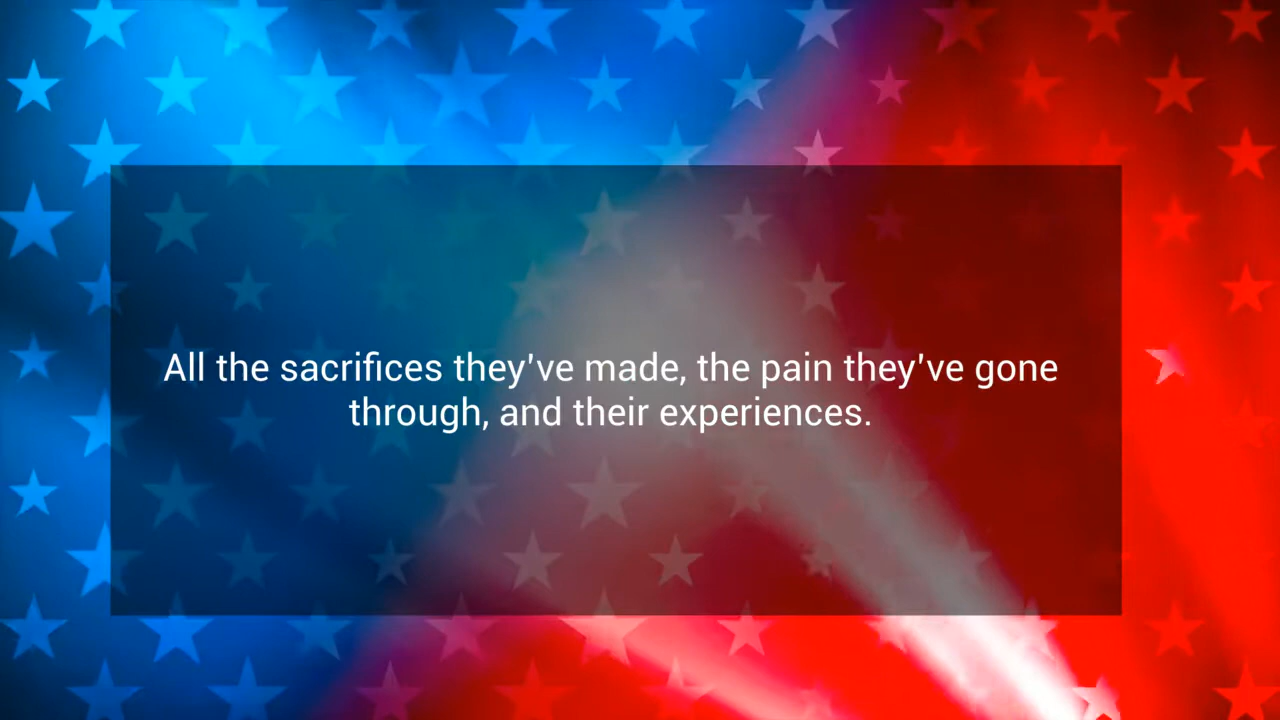 All the sacrifices they've made, the pain they've gone
through, and their experiences.